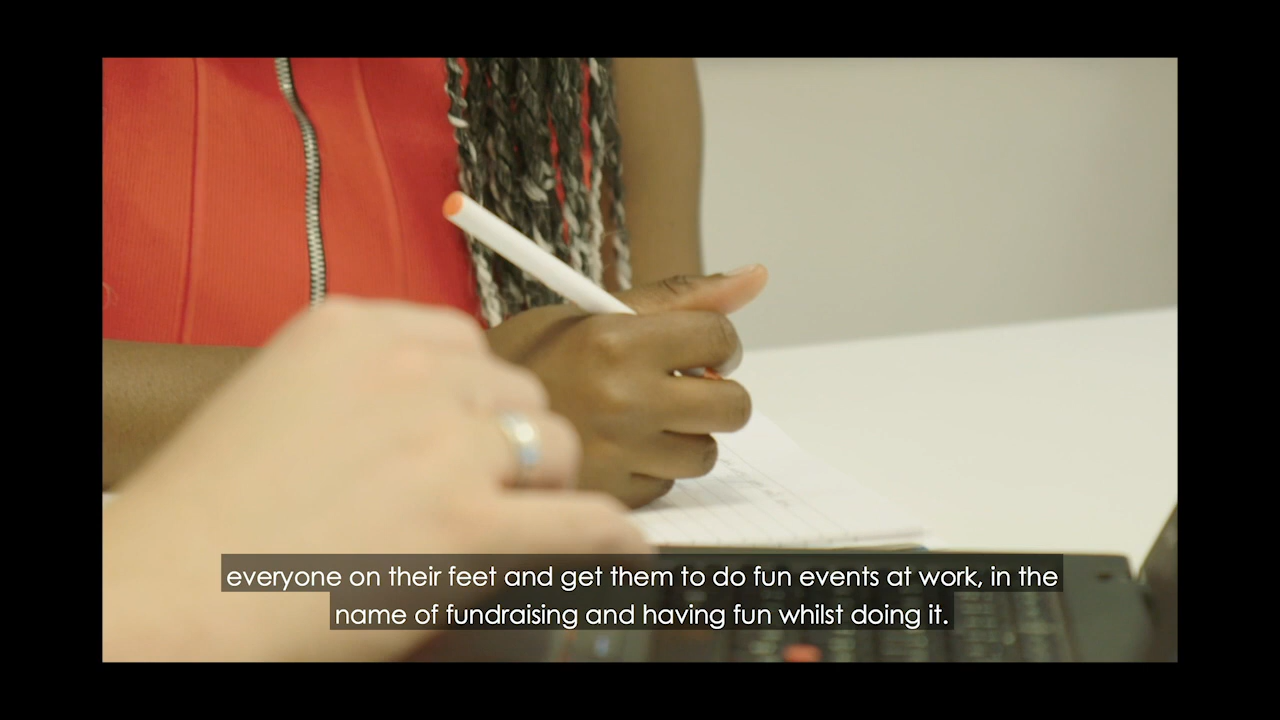 everyone on their feet and get them to do fun events at work, in the
name of fundraising and having fun whilst doing it.